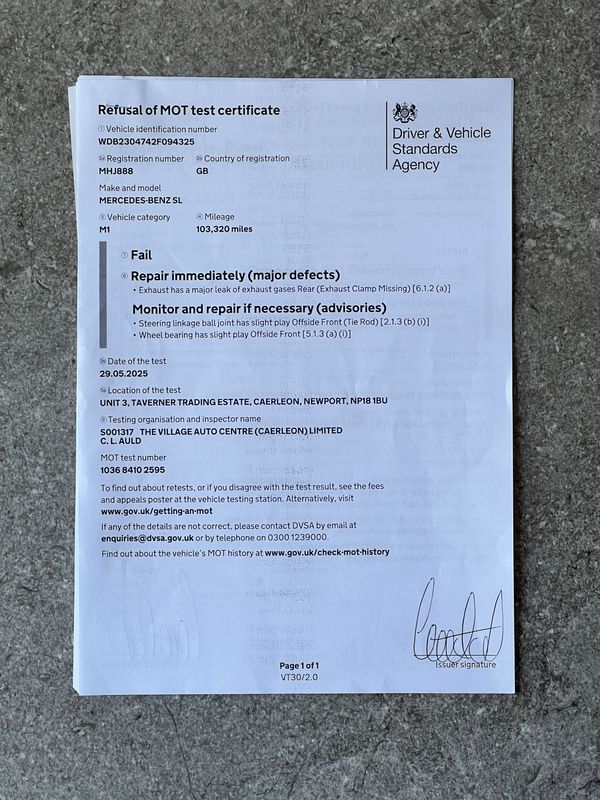 Refusal of MOT test certificate
① Vehicle identification number
WDB2304742F094325
Registration number Country of registration
MHJ888 GB
Make and model
MERCEDES-BENZ SL
⑤ Vehicle category ④ Mileage
M1 103,320 miles
⑦ Fail
⑥ Repair immediately (major defects)
• Exhaust has a major leak of exhaust gases Rear (Exhaust Clamp Missing) [6.1.2 (a)]
Monitor and repair if necessary (advisories)
• Steering linkage ball joint has slight play Offside Front (Tie Rod) [2.1.3 (b) (i)]
• Wheel bearing has slight play Offside Front [5.1.3 (a) (i)]
Date of the test
29.05.2025
Location of the test
UNIT 3, TAVERNER TRADING ESTATE, CAERLEON, NEWPORT, NP18 1BU
⑨ Testing organisation and inspector name
S001317 THE VILLAGE AUTO CENTRE (CAERLEON) LIMITED
C. L. AULD
MOT test number
1036 8410 2595
To find out about retests, or if you disagree with the test result, see the fees
and appeals poster at the vehicle testing station. Alternatively, visit
www.gov.uk/getting-an-mot
If any of the details are not correct, please contact DVSA by email at
enquiries@dvsa.gov.uk or by telephone on 0300 1239000.
Find out about the vehicle's MOT history at www.gov.uk/check-mot-history
Driver & Vehicle
Standards
Agency
Issuer signature
Page 1 of 1
VT30/2.0